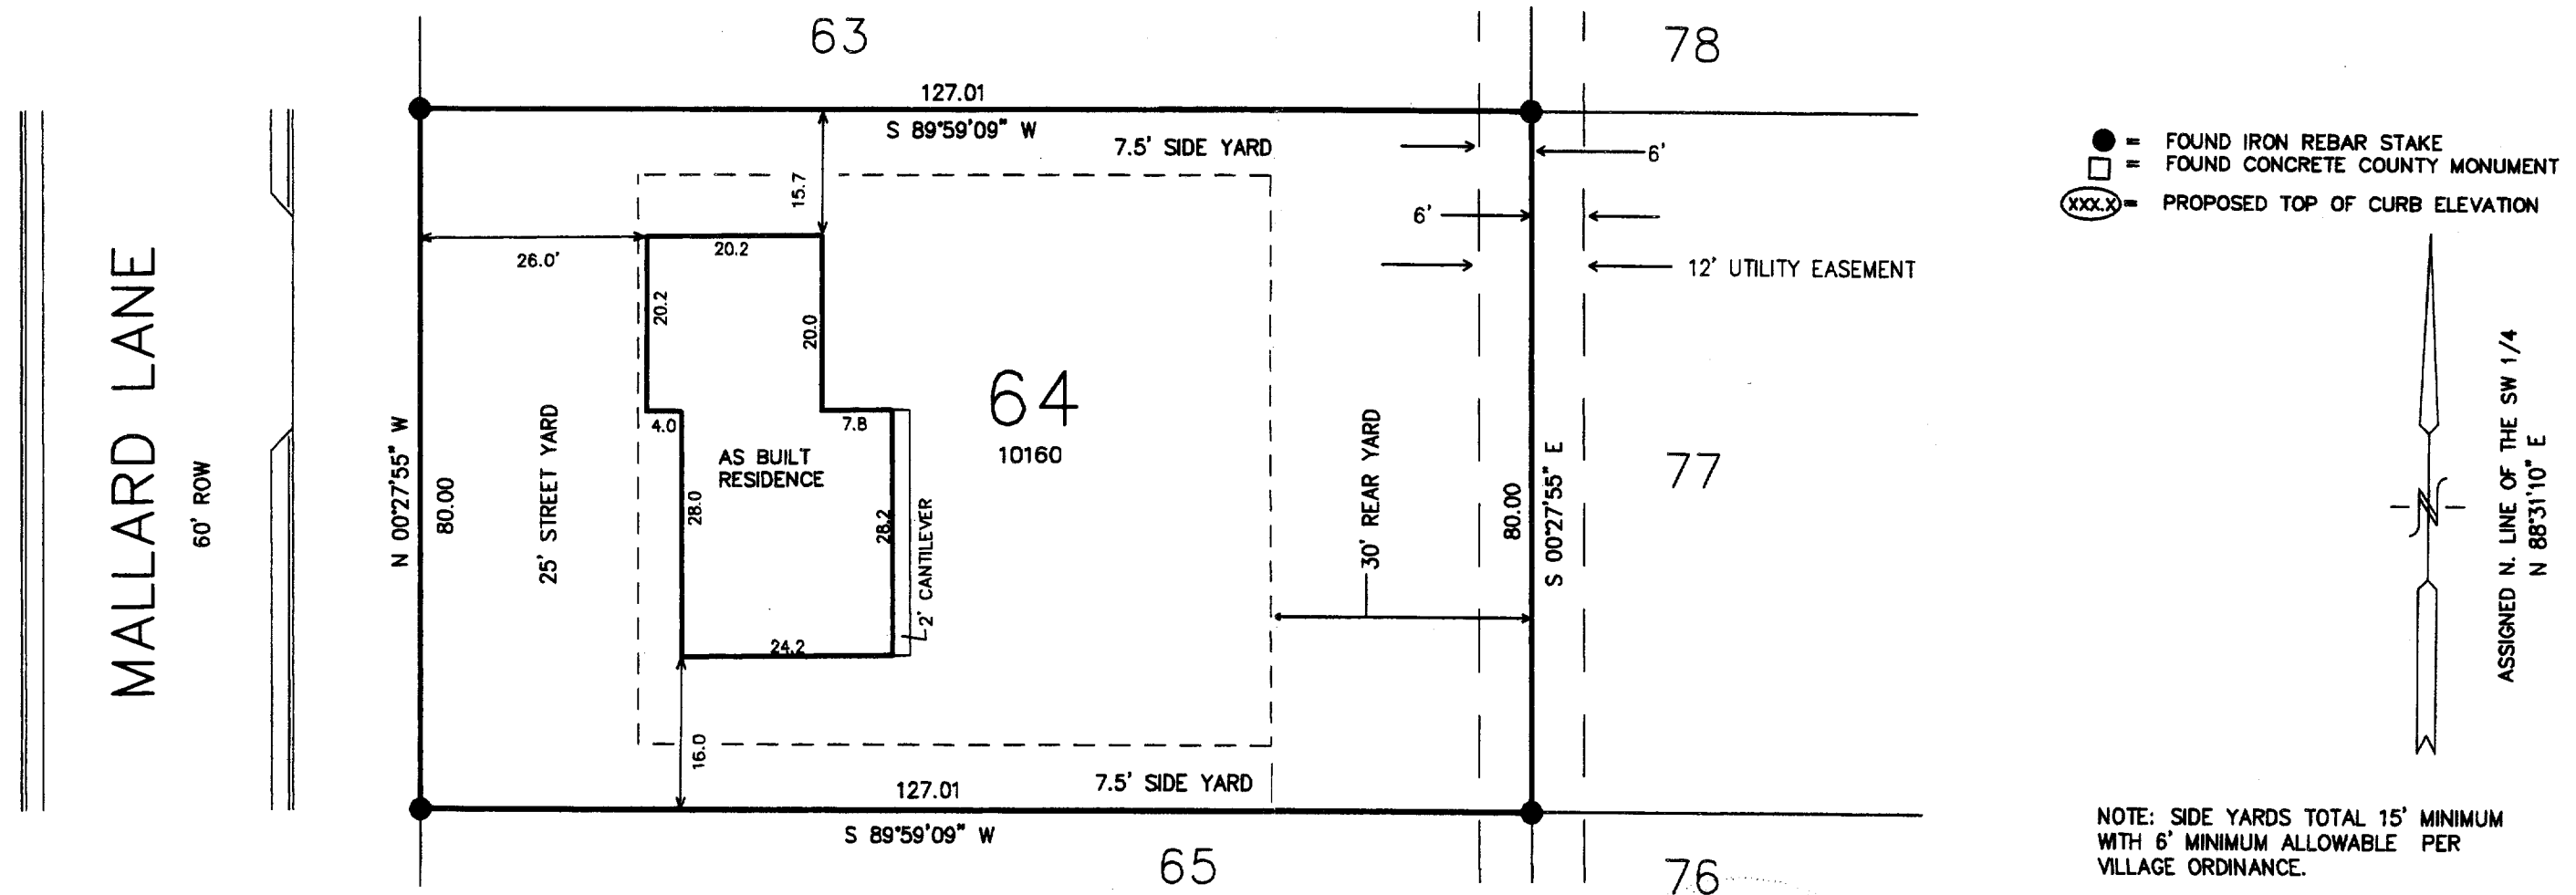 63
78
127.01
S 89°59'09" W
7.5' SIDE YARD
6'
6'
12' UTILITY EASEMENT
15.7
26.0'
20.2
20.2
20.0
4.0
7.8
MALLARD LANE
60' ROW
N 00°27'55" W
80.00
25' STREET YARD
AS BUILT
RESIDENCE
28.0
28.2
2' CANTILEVER
24.2
16.0
64
10160
30' REAR YARD
80.00
S 00°27'55" E
77
127.01
7.5' SIDE YARD
S 89°59'09" W
65
76
= FOUND IRON REBAR STAKE
= FOUND CONCRETE COUNTY MONUMENT
XXX.X = PROPOSED TOP OF CURB ELEVATION
N
ASSIGNED N. LINE OF THE SW 1/4
N 88°31'10" E
NOTE: SIDE YARDS TOTAL 15' MINIMUM
WITH 6' MINIMUM ALLOWABLE PER
VILLAGE ORDINANCE.